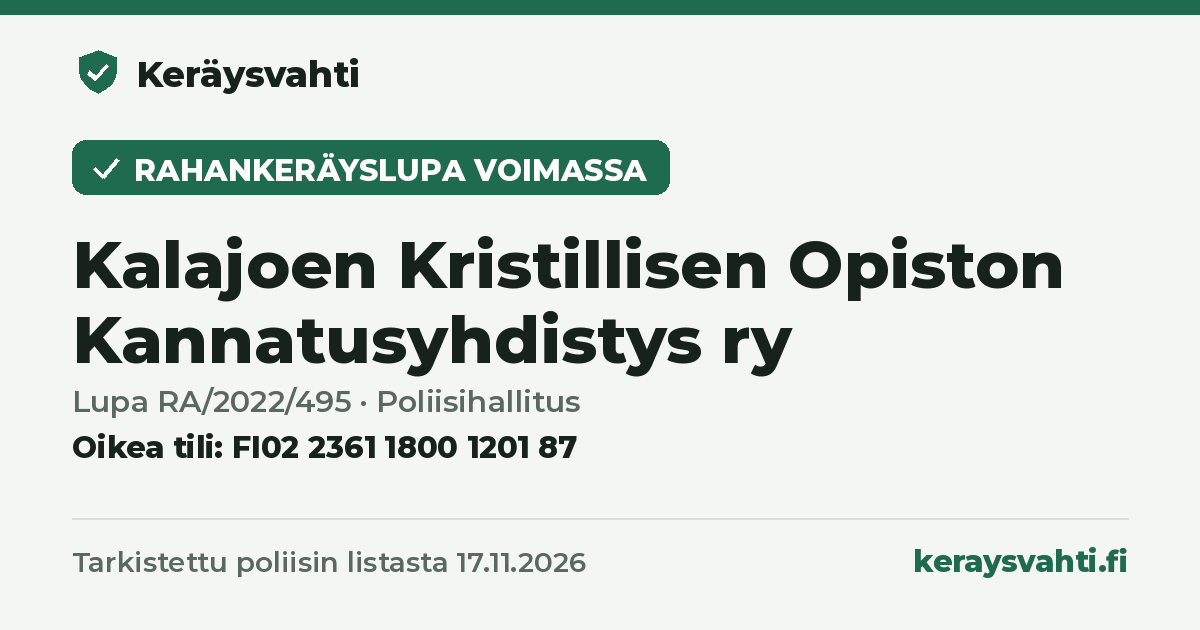 Keräysvahti
RAHANKERÄYSLUPA VOIMASSA
Kalajoen Kristillisen Opiston
Kannatusyhdistys ry
Lupa RA/2022/495 · Poliisihallitus
Oikea tili: FI02 2361 1800 1201 87
Tarkistettu poliisin listasta 17.11.2026
keraysvahti.fi